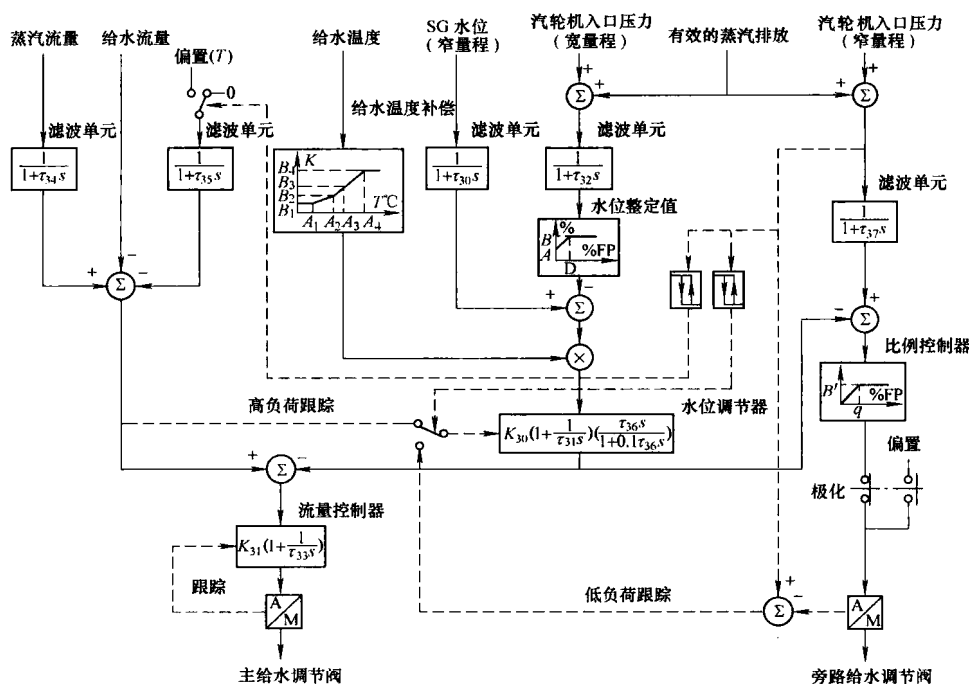 蒸汽流量
给水流量
偏置(T)
0
给水温度
SG 水位
(窄量程)
汽轮机入口压力
(宽量程)
有效的蒸汽排放
汽轮机入口压力
(窄量程)
滤波单元
1
1+τ34s
滤波单元
1
1+τ35s
给水温度补偿
K
B4
B3
B2
B1
A1 A2 A3 A4
T℃
滤波单元
1
1+τ30s
滤波单元
1
1+τ32s
水位整定值
%
B
A
%FP
D
滤波单元
1
1+τ37s
+ − −
Σ
+ +
Σ
+ +
Σ
+ −
Σ
×
− +
Σ
比例控制器
B′
%FP
q
高负荷跟踪
水位调节器
K30(1+1/τ31s)(τ36s/1+0.1τ36s)
+ −
Σ
流量控制器
K31(1+1/τ33s)
跟踪
A
M
主给水调节阀
极化
偏置
低负荷跟踪
+
−
Σ
A
M
旁路给水调节阀